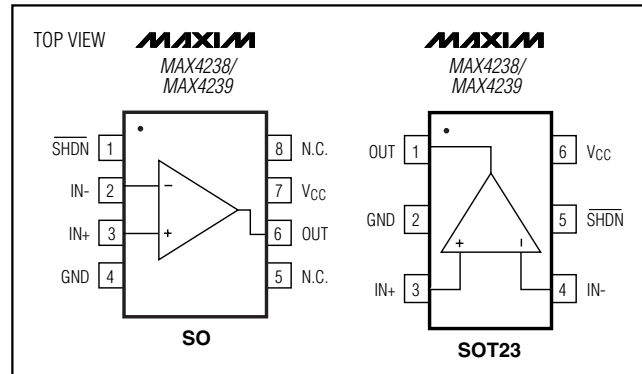 TOP VIEW
MAXIM
MAX4238/
MAX4239
SHDN 1
IN- 2
IN+ 3
GND 4
8 N.C.
7 VCC
6 OUT
5 N.C.
−
+
SO
MAXIM
MAX4238/
MAX4239
OUT 1
GND 2
IN+ 3
6 VCC
5 SHDN
4 IN-
+
−
SOT23